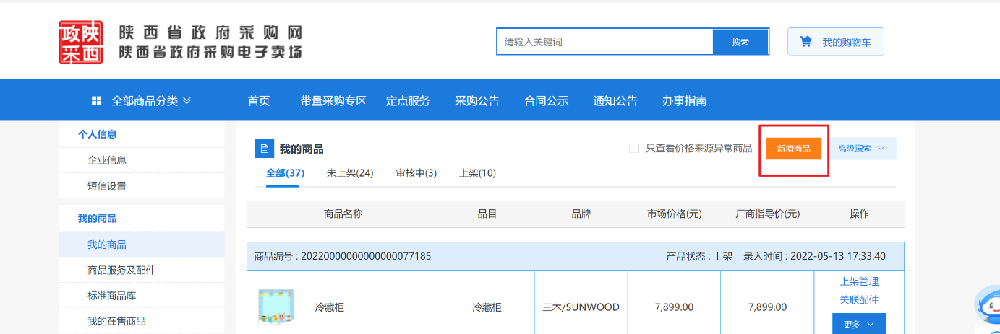 政陕
采西
陕西省政府采购网
陕西省政府采购电子卖场
请输入关键词
搜索
我的购物车
全部商品分类 首页 带量采购专区 定点服务 采购公告 合同公示 通知公告 办事指南
个人信息
企业信息
短信设置
我的商品
我的商品
商品服务及配件
标准商品库
我的在售商品
我的商品
只查看价格来源异常商品
新增商品
高级搜索
全部(37) 未上架(24) 审核中(3) 上架(10)
商品名称 品目 品牌 市场价格(元) 厂商指导价(元) 操作
商品编号 : 20220000000000000077185 产品状态 : 上架 录入时间 : 2022-05-13 17:33:40
冷藏柜 冷藏柜 三木/SUNWOOD 7,899.00 7,899.00
上架管理
关联配件
更多